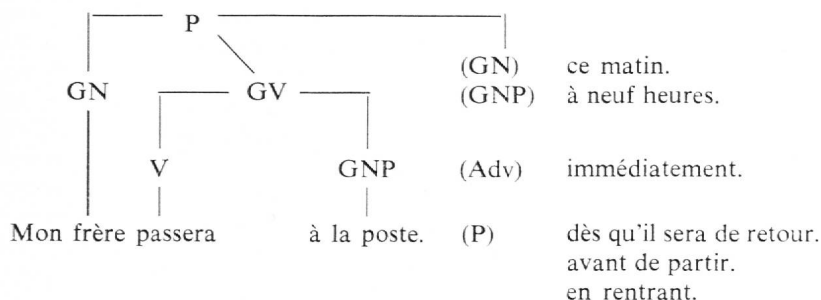 P
(GN) ce matin.
GN GV (GNP) à neuf heures.
V GNP (Adv) immédiatement.
Mon frère passera à la poste. (P) dès qu'il sera de retour.
avant de partir.
en rentrant.